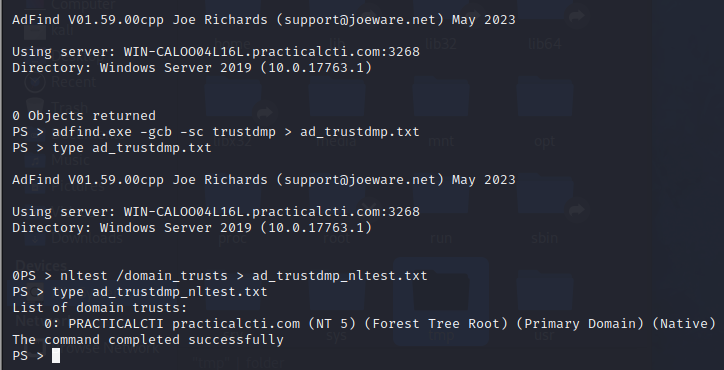 AdFind V01.59.00cpp Joe Richards (support@joeware.net) May 2023
Using server: WIN-CALOO04L16L.practicalcti.com:3268
Directory: Windows Server 2019 (10.0.17763.1)
0 Objects returned
PS > adfind.exe -gcb -sc trustdmp > ad_trustdmp.txt
PS > type ad_trustdmp.txt
AdFind V01.59.00cpp Joe Richards (support@joeware.net) May 2023
Using server: WIN-CALOO04L16L.practicalcti.com:3268
Directory: Windows Server 2019 (10.0.17763.1)
0PS > nltest /domain_trusts > ad_trustdmp_nltest.txt
PS > type ad_trustdmp_nltest.txt
List of domain trusts:
0: PRACTICALCTI practicalcti.com (NT 5) (Forest Tree Root) (Primary Domain) (Native)
The command completed successfully
PS >